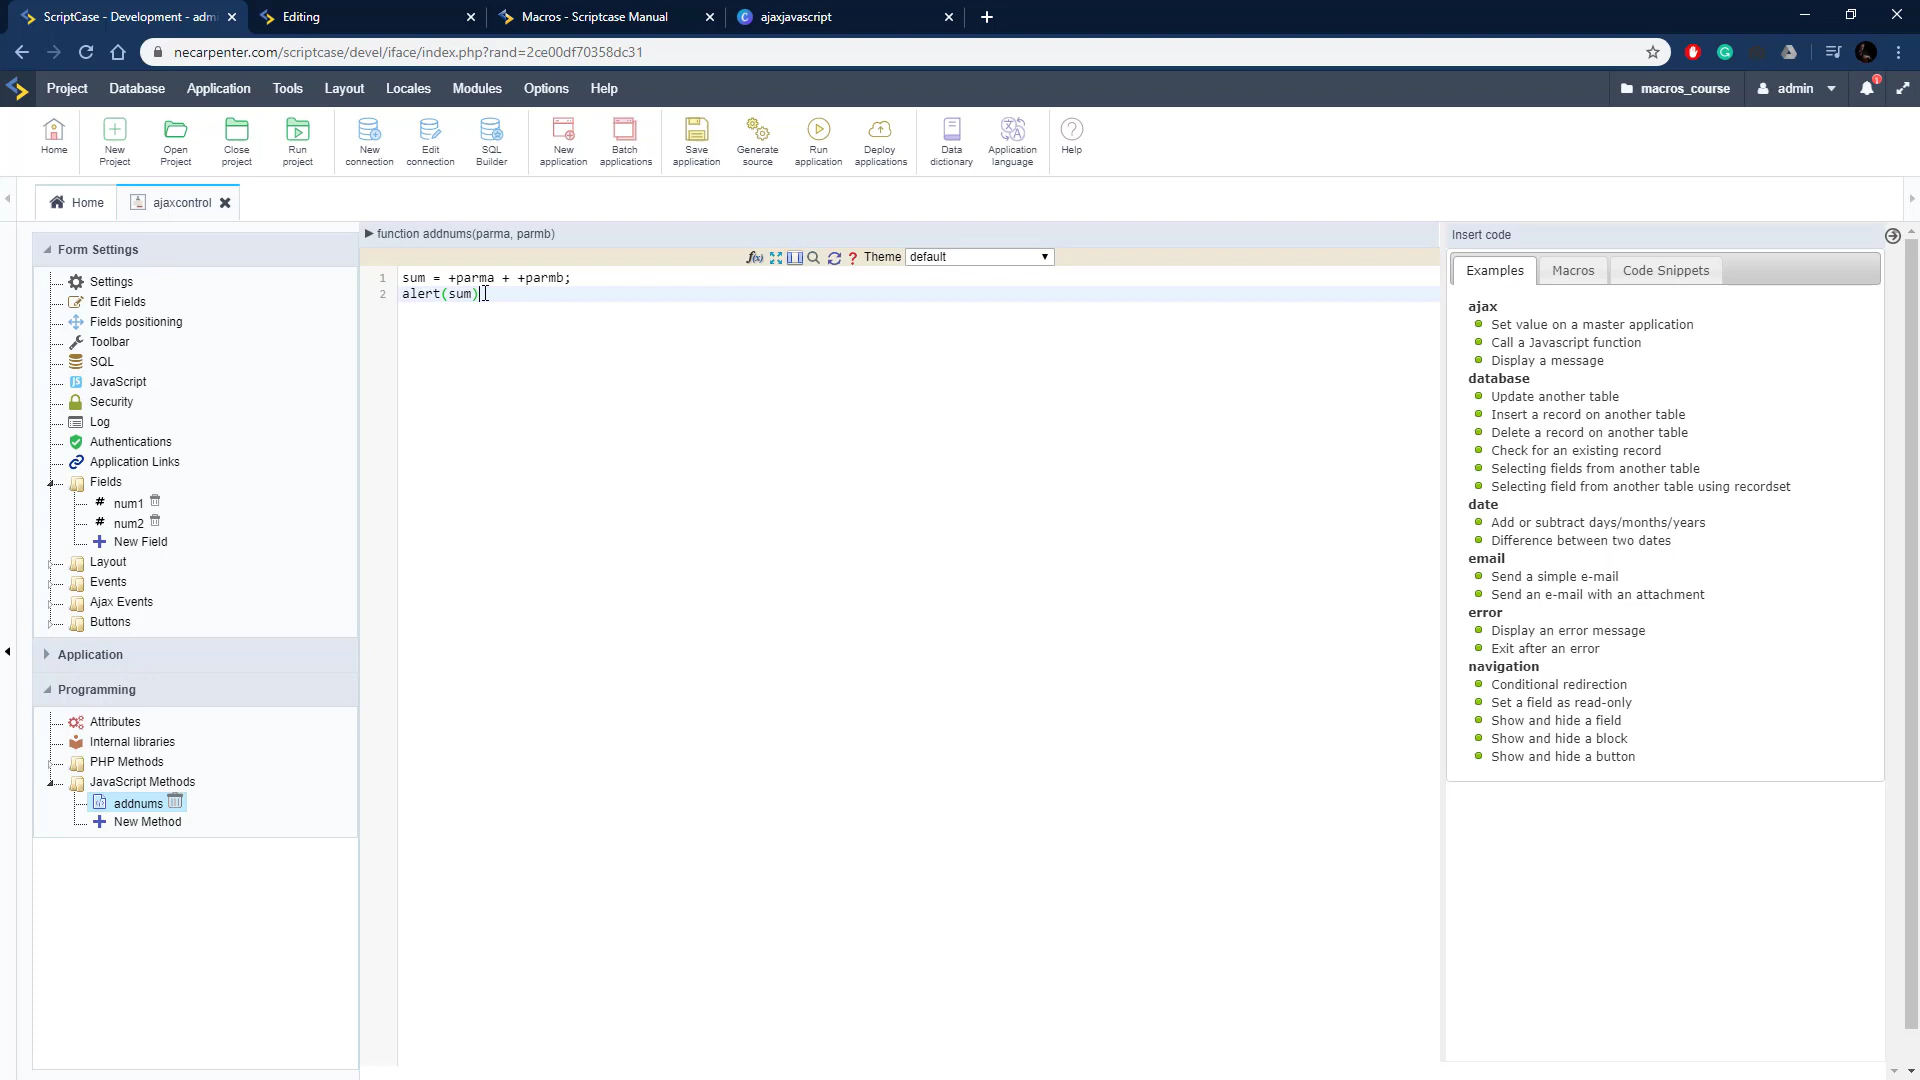 ScriptCase - Development - admi
Editing
Macros - Scriptcase Manual
ajaxjavascript
necarpenter.com/scriptcase/devel/iface/index.php?rand=2ce00df70358dc31
Project Database Application Tools Layout Locales Modules Options Help
macros_course
admin
1
Home
New Project
Open Project
Close project
Run project
New connection
Edit connection
SQL Builder
New application
Batch applications
Save application
Generate source
Run application
Deploy applications
Data dictionary
Application language
Help
Home
ajaxcontrol
Form Settings
Settings
Edit Fields
Fields positioning
Toolbar
SQL
JavaScript
Security
Log
Authentications
Application Links
Fields
num1
num2
New Field
Layout
Events
Ajax Events
Buttons
Application
Programming
Attributes
Internal libraries
PHP Methods
JavaScript Methods
addnums
New Method
function addnums(parma, parmb)
Theme default
1 sum = +parma + +parmb;
2 alert(sum)
Insert code
Examples Macros Code Snippets
ajax
Set value on a master application
Call a Javascript function
Display a message
database
Update another table
Insert a record on another table
Delete a record on another table
Check for an existing record
Selecting fields from another table
Selecting field from another table using recordset
date
Add or subtract days/months/years
Difference between two dates
email
Send a simple e-mail
Send an e-mail with an attachment
error
Display an error message
Exit after an error
navigation
Conditional redirection
Set a field as read-only
Show and hide a field
Show and hide a block
Show and hide a button